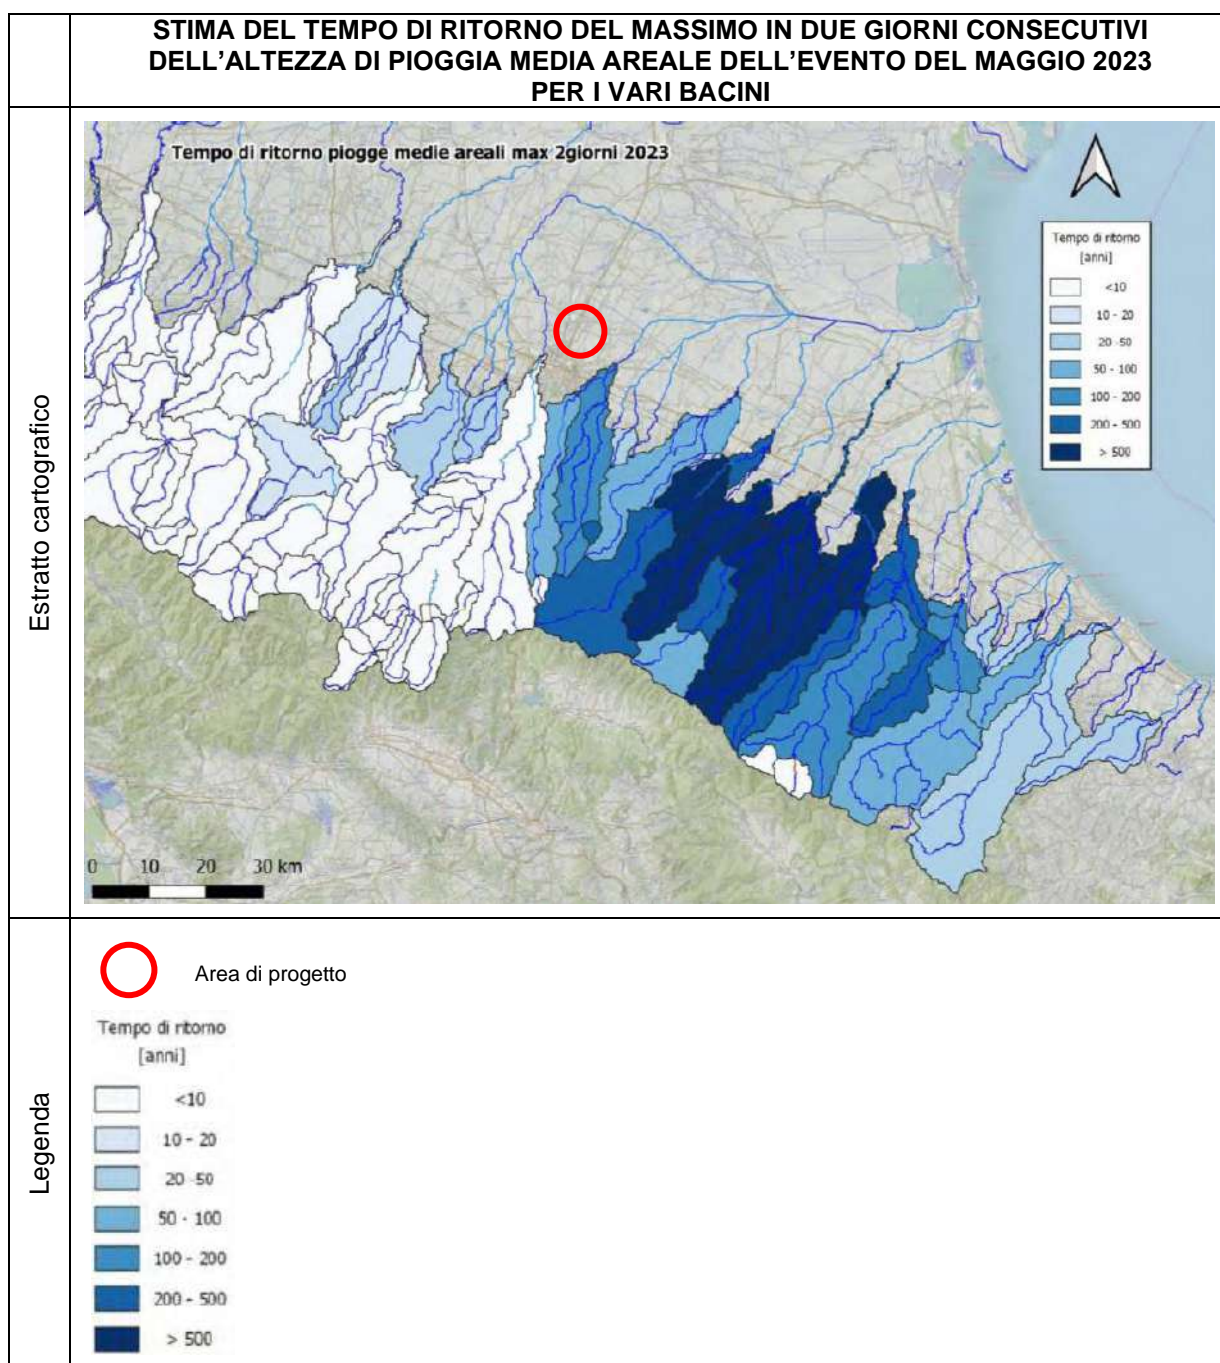 STIMA DEL TEMPO DI RITORNO DEL MASSIMO IN DUE GIORNI CONSECUTIVI
DELL’ALTEZZA DI PIOGGIA MEDIA AREALE DELL’EVENTO DEL MAGGIO 2023
PER I VARI BACINI
Estratto cartografico
Tempo di ritorno piogge medie areali max 2giorni 2023
Tempo di ritorno
[anni]
<10
10 - 20
20 -50
50 - 100
100 - 200
200 - 500
> 500
0 10 20 30 km
Legenda
Area di progetto
Tempo di ritorno
[anni]
<10
10 - 20
20 -50
50 - 100
100 - 200
200 - 500
> 500